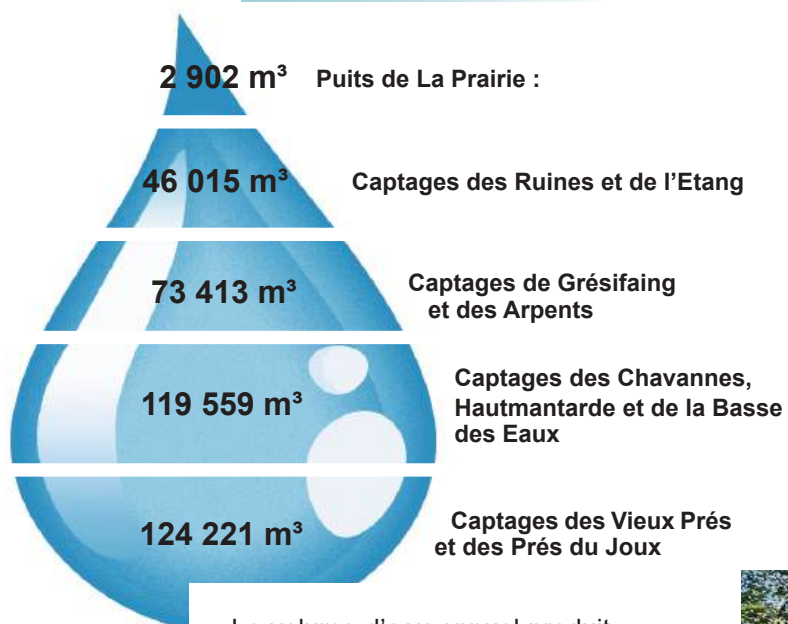 2 902 m³ Puits de La Prairie :
46 015 m³ Captages des Ruines et de l'Etang
73 413 m³ Captages de Grésifaing
et des Arpents
119 559 m³ Captages des Chavannes,
Hautmantarde et de la Basse
des Eaux
124 221 m³ Captages des Vieux Prés
et des Prés du Joux